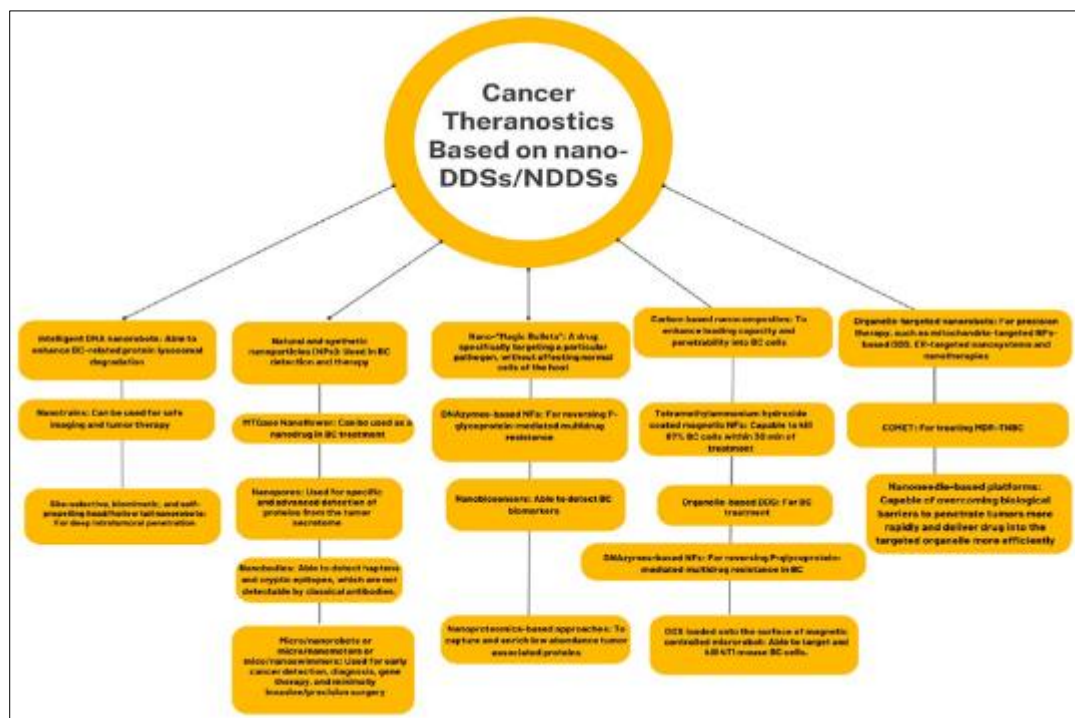 Cancer
Theranostics
Based on nano-
DDSs/NDDSs
Intelligent DNA nanorobots: Able to
enhance BC-related protein lysosomal
degradation
Nanotrains: Can be used for safe
imaging and tumor therapy
Site-selective, biomimetic, and self-
propelling head/hollow tail nanorobots:
For deep intratumoral penetration
Natural and synthetic
nanoparticles (NPs): Used in BC
detection and therapy
MTGase Nanoflower: Can be used as a
nanodrug in BC treatment
Nanopores: Used for specific
and advanced detection of
proteins from the tumor
secretome
Nanobodies: Able to detect haptens
and cryptic epitopes, which are not
detectable by classical antibodies.
Micro/nanorobots or
micro/nanomotors or
mico/nanoswimmers: Used for early
cancer detection, diagnosis, gene
therapy, and minimally
invasive/precision surgery
Nano-"Magic Bullets": A drug
specifically targeting a particular
pathogen, without affecting normal
cells of the host
DNAzymes-based NFs: For reversing P-
glycoprotein-mediated multidrug
resistance
Nanobiosensors: Able to detect BC
biomarkers
Nanoproteomics-based approaches: To
capture and enrich low abundance tumor
associated proteins
Carbon based nanocomposites: To
enhance loading capacity and
penetrability into BC cells
Tetramethylammonium hydroxide
coated magnetic NFs: Capable to kill
BC cells within 30 min of
treatment
Organelle-based For BC
treatment
DNAzymes-based NFs: For reversing P-glycoprotein-
mediated multidrug resistance in BC
loaded onto the surface of magnetic
controlled microrobot: Able to target and
kill 4T1 mouse BC cells.
Organelle-targeted nanorobots: For precision
therapy, such as mitochondria-targeted
based DDS, ER-targeted nanosystems and
nanotherapies
COMET: For treating MDR-TNBC
Nanoneedle-based platforms:
Capable of overcoming biological
barriers to penetrate tumors more
rapidly and deliver drug into the
targeted organelle more efficiently